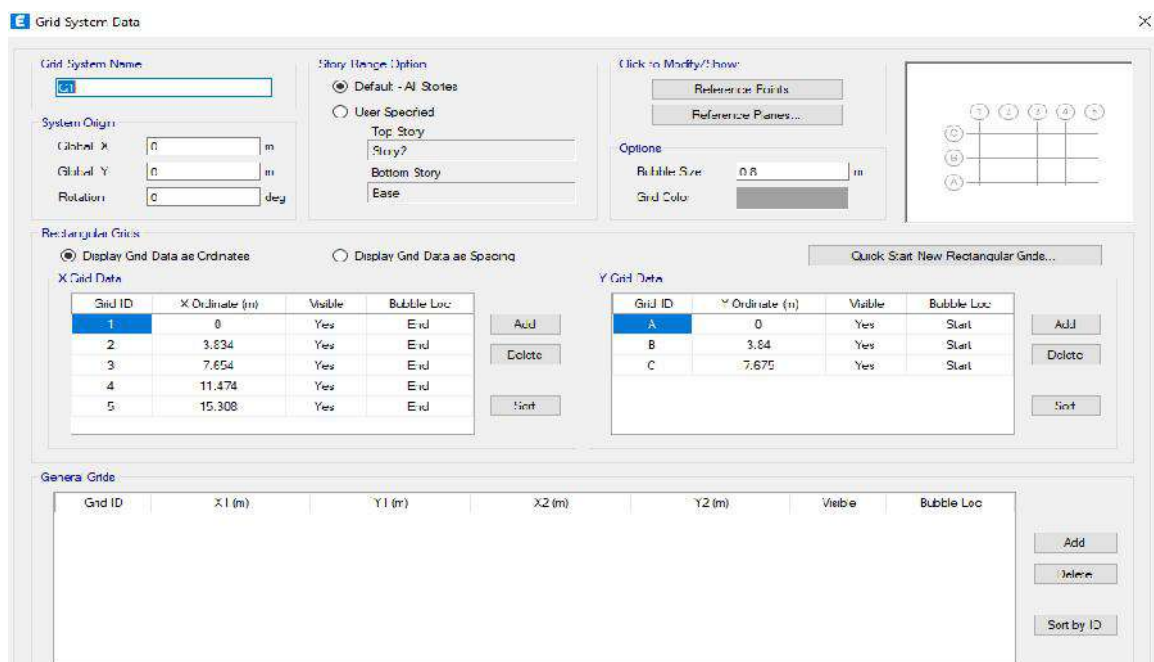 E Grid System Data
Grid System Name
G1
System Origin
Global X 0 m
Global Y 0 m
Rotation 0 deg
Story Range Option
Default - All Stories
User Specified
Top Story
Story2
Bottom Story
Base
Click to Modify/Show:
Reference Points...
Reference Planes...
Options
Bubble Size 0.8 m
Grid Color
1 2 3 4 5
C
B
A
Rectangular Grids
Display Grid Data as Ordinates Display Grid Data as Spacing Quick Start New Rectangular Grids...
X Grid Data
Grid ID X Ordinate (m) Visible Bubble Loc
1 0 Yes End
2 3.834 Yes End
3 7.654 Yes End
4 11.474 Yes End
5 15.308 Yes End
Add
Delete
Sort
Y Grid Data
Grid ID Y Ordinate (m) Visible Bubble Loc
A 0 Yes Start
B 3.84 Yes Start
C 7.675 Yes Start
Add
Delete
Sort
General Grids
Grid ID X1 (m) Y1 (m) X2 (m) Y2 (m) Visible Bubble Loc
Add
Delete
Sort by ID